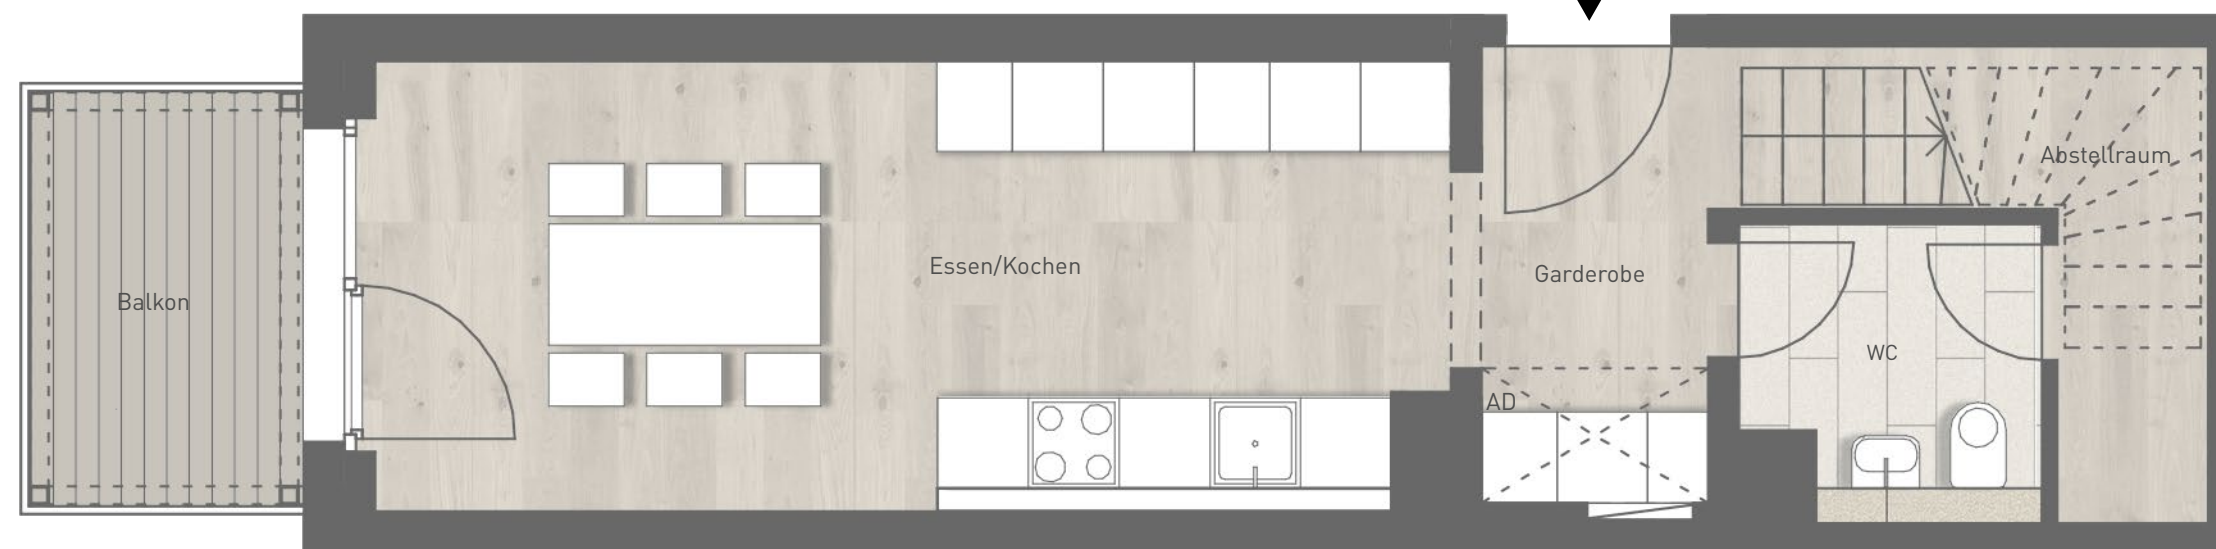 Abstellraum
Essen/Kochen
Garderobe
Balkon
WC
AD